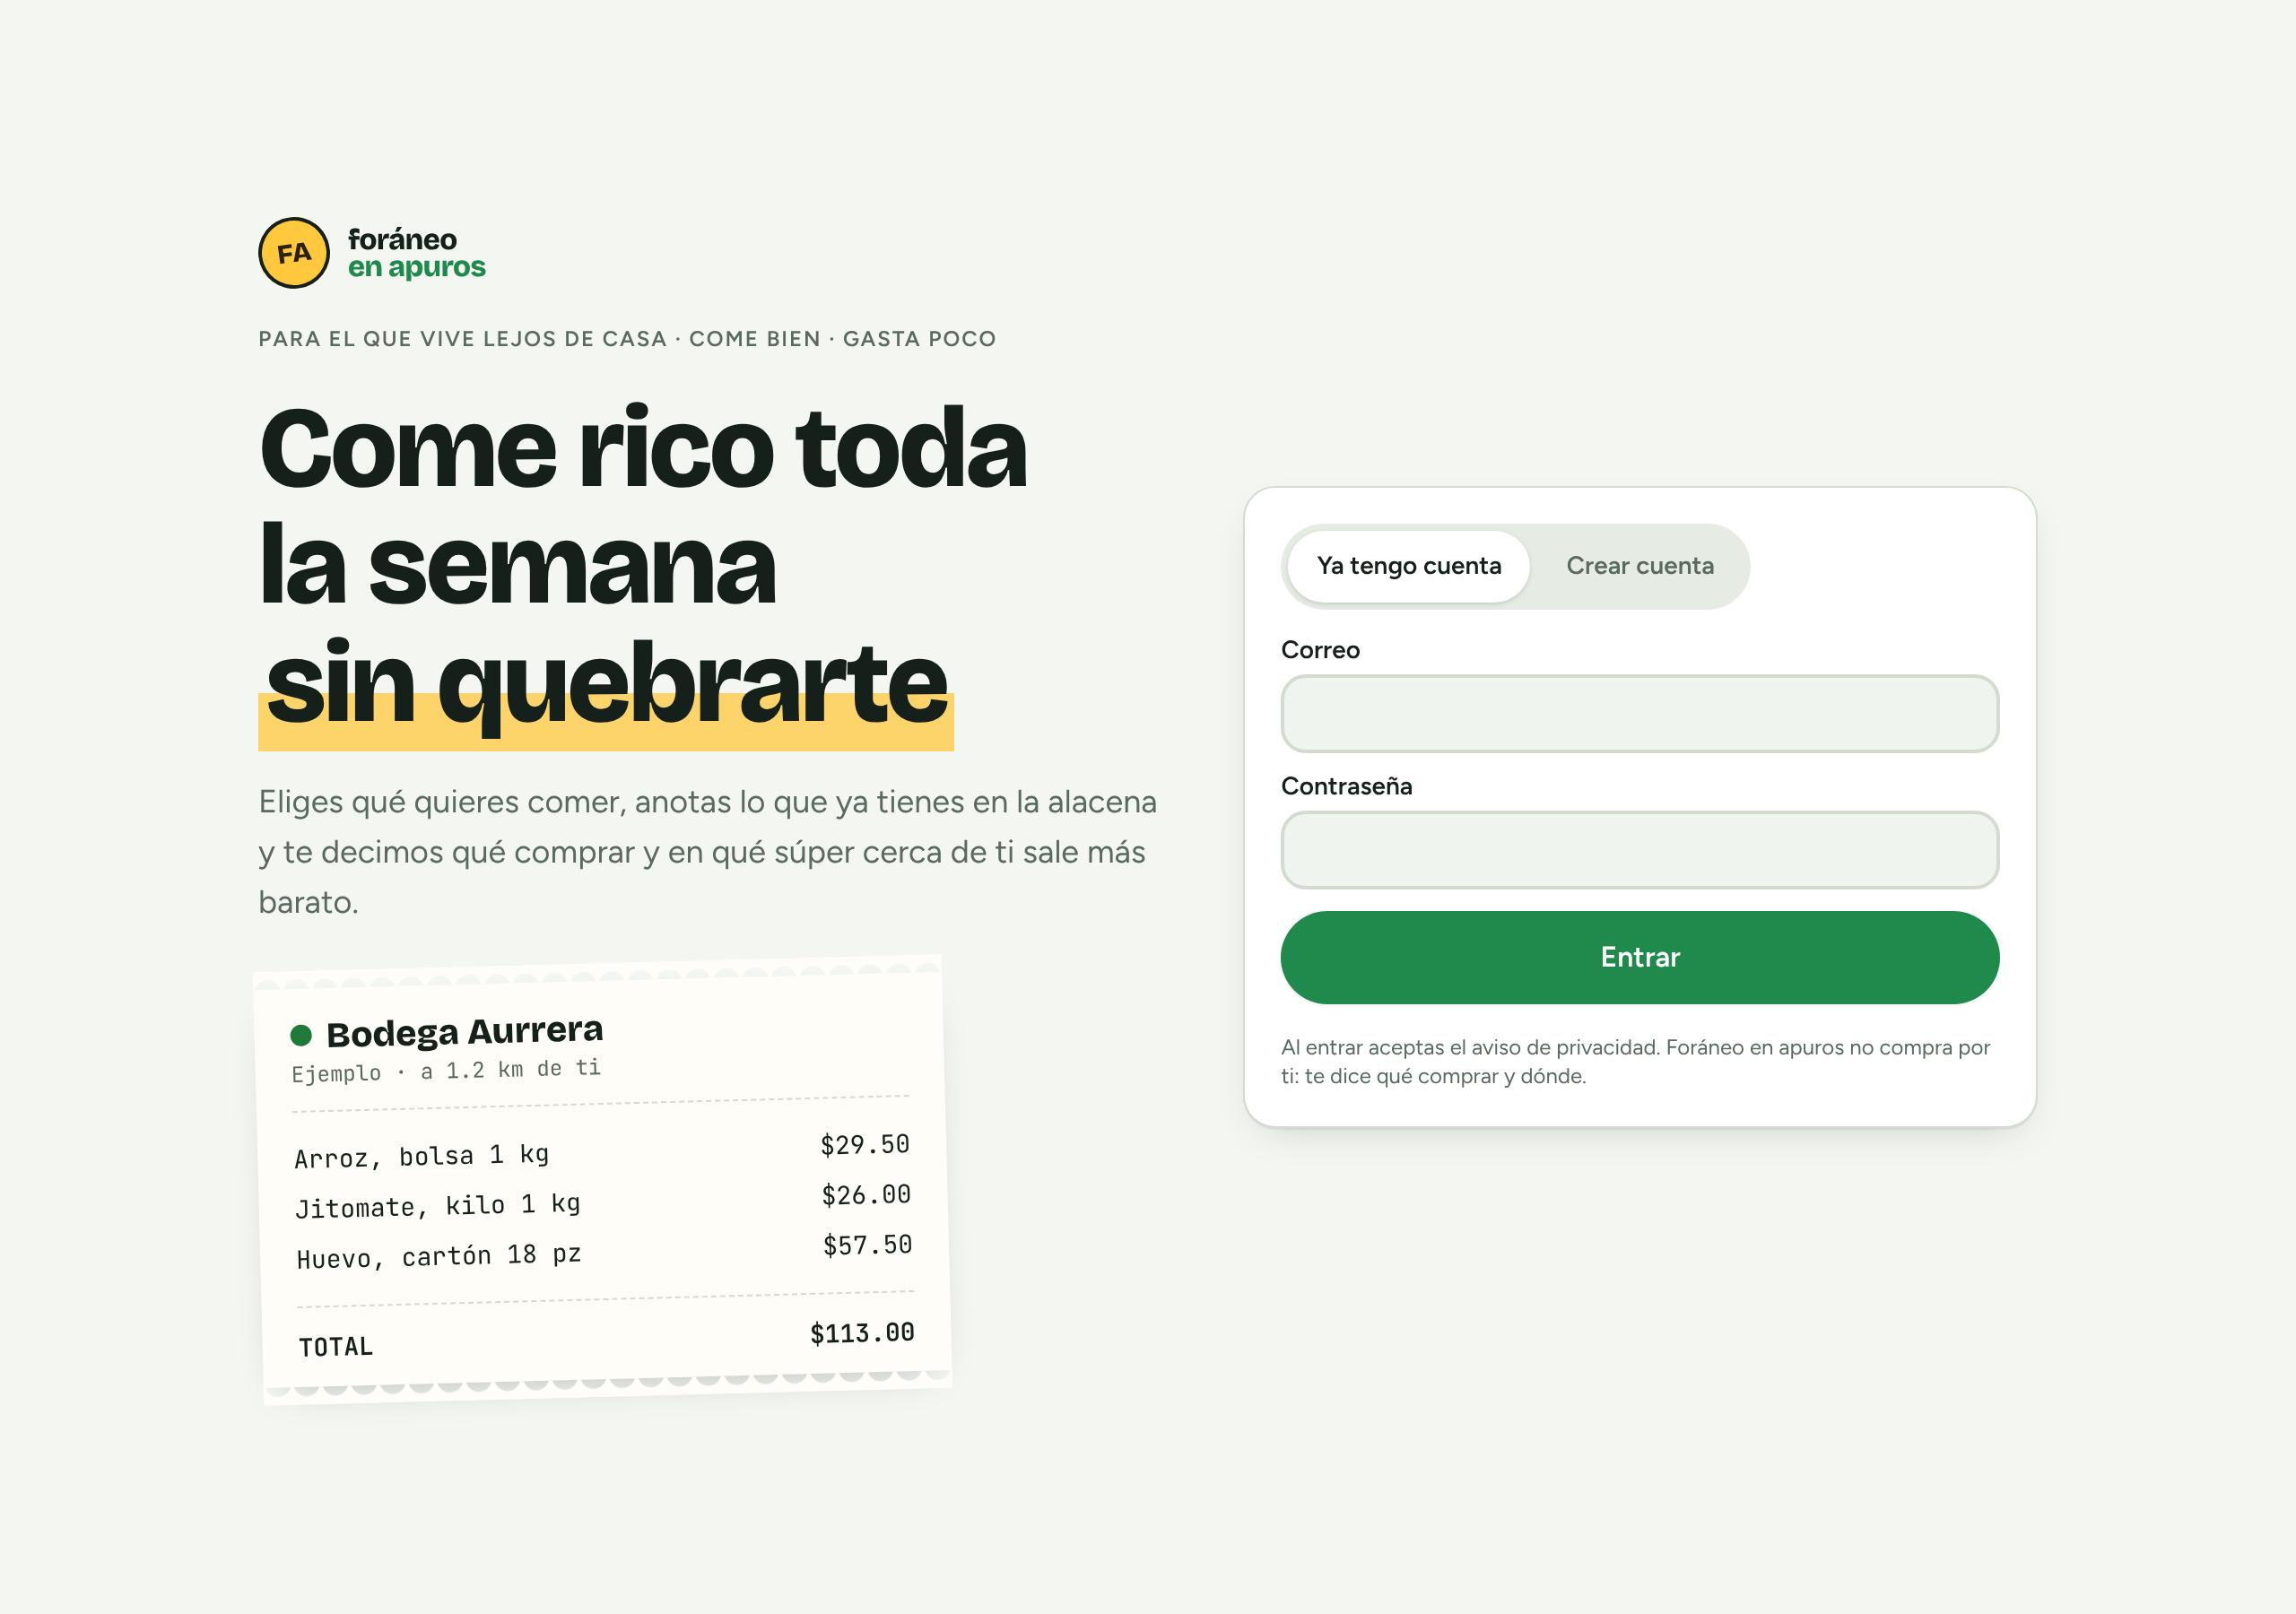 FA
foráneo
en apuros
PARA EL QUE VIVE LEJOS DE CASA · COME BIEN · GASTA POCO
Come rico toda
la semana
sin quebrarte
Eliges qué quieres comer, anotas lo que ya tienes en la alacena
y te decimos qué comprar y en qué súper cerca de ti sale más
barato.
Bodega Aurrera
Ejemplo · a 1.2 km de ti
Arroz, bolsa 1 kg $29.50
Jitomate, kilo 1 kg $26.00
Huevo, cartón 18 pz $57.50
TOTAL $113.00
Ya tengo cuenta Crear cuenta
Correo
Contraseña
Entrar
Al entrar aceptas el aviso de privacidad. Foráneo en apuros no compra por
ti: te dice qué comprar y dónde.